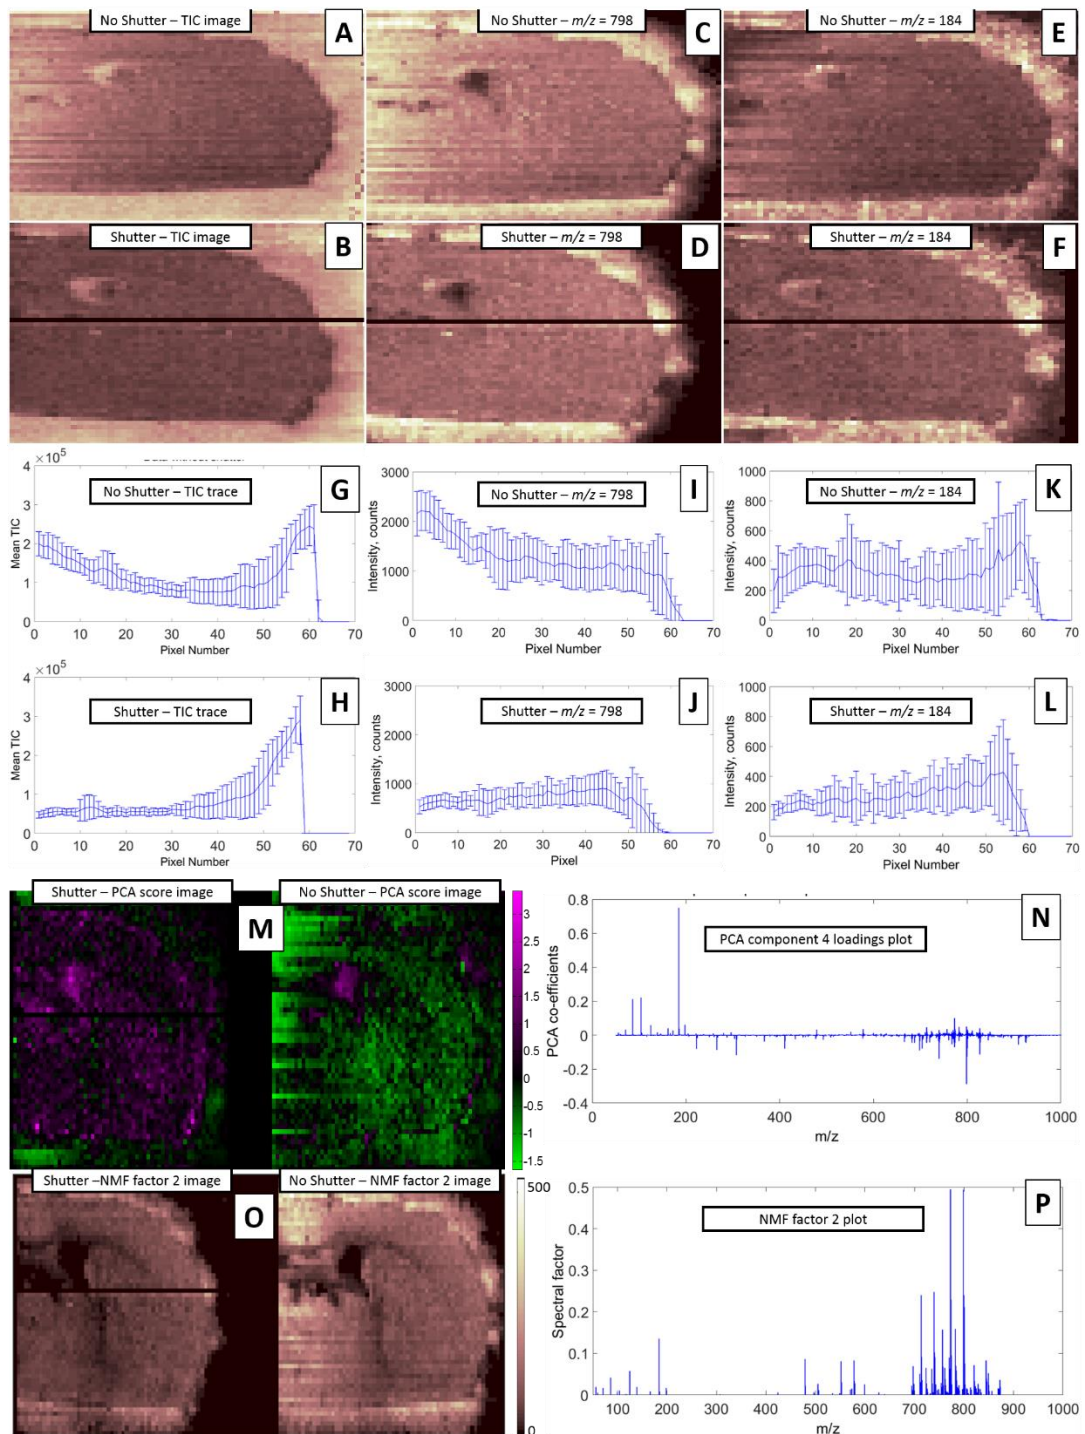 No Shutter – TIC image
A
No Shutter – m/z = 798
C
No Shutter – m/z = 184
E
Shutter – TIC image
B
Shutter – m/z = 798
D
Shutter – m/z = 184
F
×10⁵
No Shutter – TIC trace
G
Mean TIC
4
3
2
1
0
0 10 20 30 40 50 60 70
Pixel Number
No Shutter – m/z = 798
I
Intensity, counts
3000
2000
1000
0
0 10 20 30 40 50 60 70
Pixel Number
No Shutter – m/z = 184
K
Intensity, counts
1000
800
600
400
200
0
0 10 20 30 40 50 60 70
Pixel Number
×10⁵
Shutter – TIC trace
H
Mean TIC
4
3
2
1
0
0 10 20 30 40 50 60 70
Pixel Number
Shutter – m/z = 798
J
Intensity, counts
3000
2000
1000
0
0 10 20 30 40 50 60 70
Pixel
Shutter – m/z = 184
L
Intensity, counts
1000
800
600
400
200
0
0 10 20 30 40 50 60 70
Pixel Number
Shutter – PCA score image
M
No Shutter – PCA score image
3
2.5
2
1.5
1
0.5
0
-0.5
-1
-1.5
PCA component 4 loadings plot
N
PCA co-efficients
0.8
0.6
0.4
0.2
0
-0.2
-0.4
0 200 400 600 800 1000
m/z
Shutter –NMF factor 2 image
O
No Shutter –NMF factor 2 image
500
0
NMF factor 2 plot
P
Spectral factor
0.5
0.4
0.3
0.2
0.1
0
100 200 300 400 500 600 700 800 900 1000
m/z